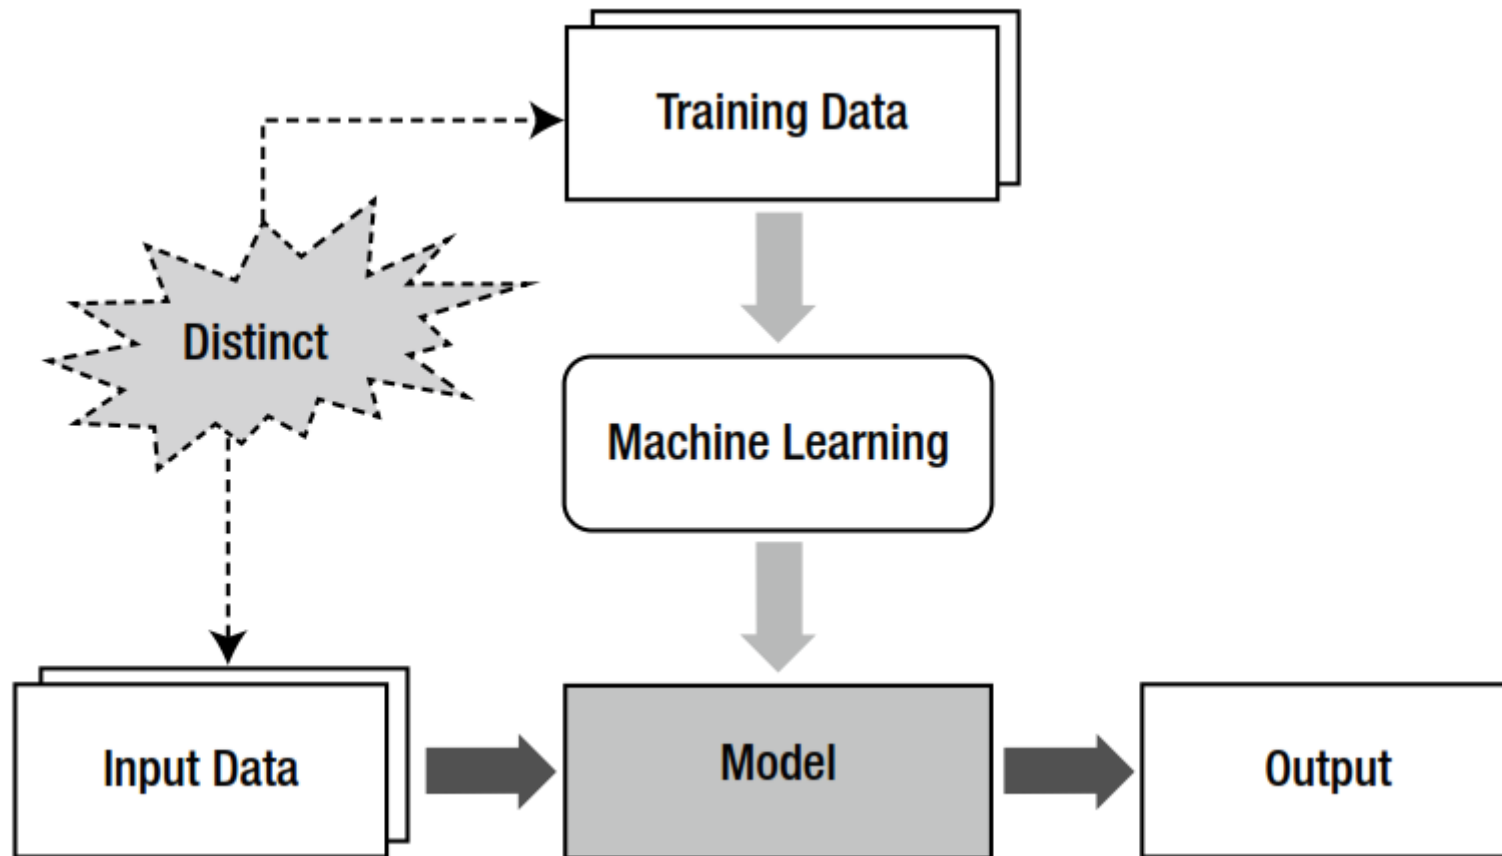 Training Data
Distinct
Machine Learning
Input Data
Model
Output